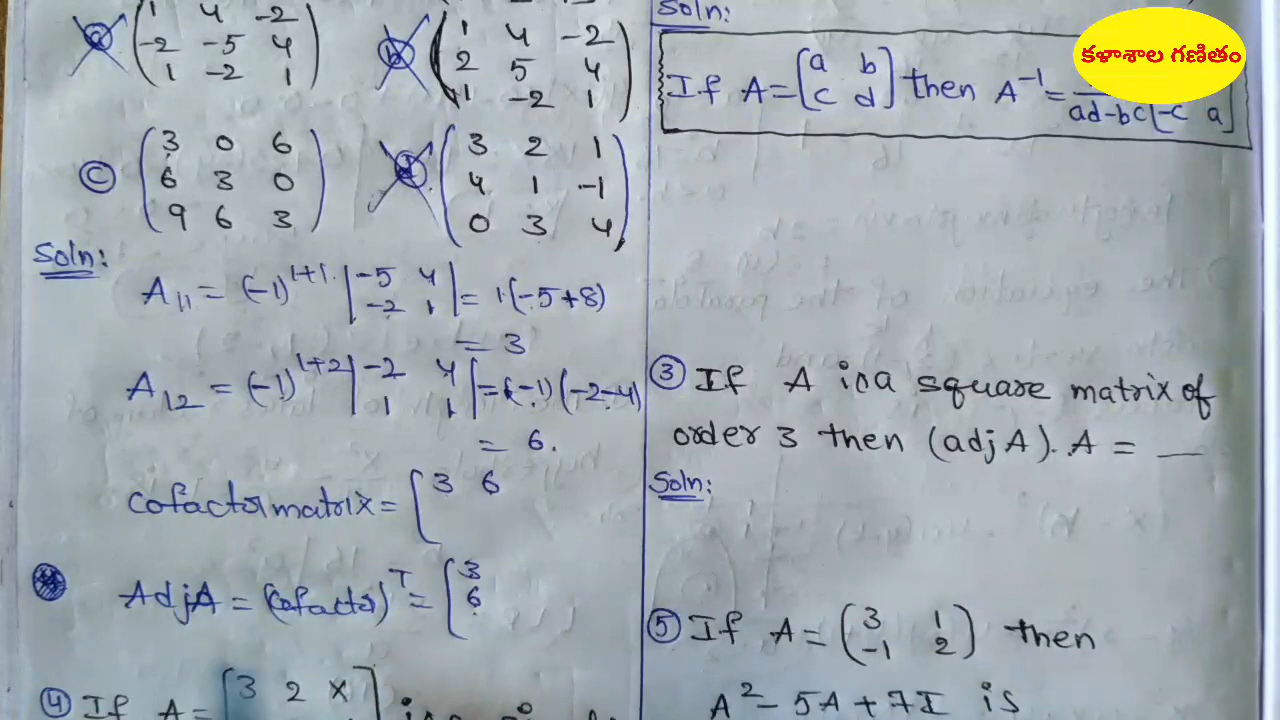 ⓐ (1 4 -2
-2 -5 4
1 -2 1)
ⓑ (1 4 -2
2 5 4
-1 -2 1)
ⓒ (3 0 6
6 3 0
9 6 3)
ⓓ (3 2 1
4 1 -1
0 3 4)
Soln:
A11 = (-1)^1+1 |-5 4
-2 1| = 1(-5+8)
= 3
A12 = (-1)^1+2 |-2 4
1 1| = (-1)(-2-4)
= 6.
Cofactor matrix = [3 6
AdjA = (Cofactor)^T = [3
6
④ If A = [3 2 x]
Soln:
If A = [a b
c d] then A^-1 =
ad-bc [-c a]
కళాశాల గణితం
③ If A is a square matrix of
order 3 then (adj A). A = __
Soln:
⑤ If A = (3 1
-1 2) then
A² - 5A + 7I is